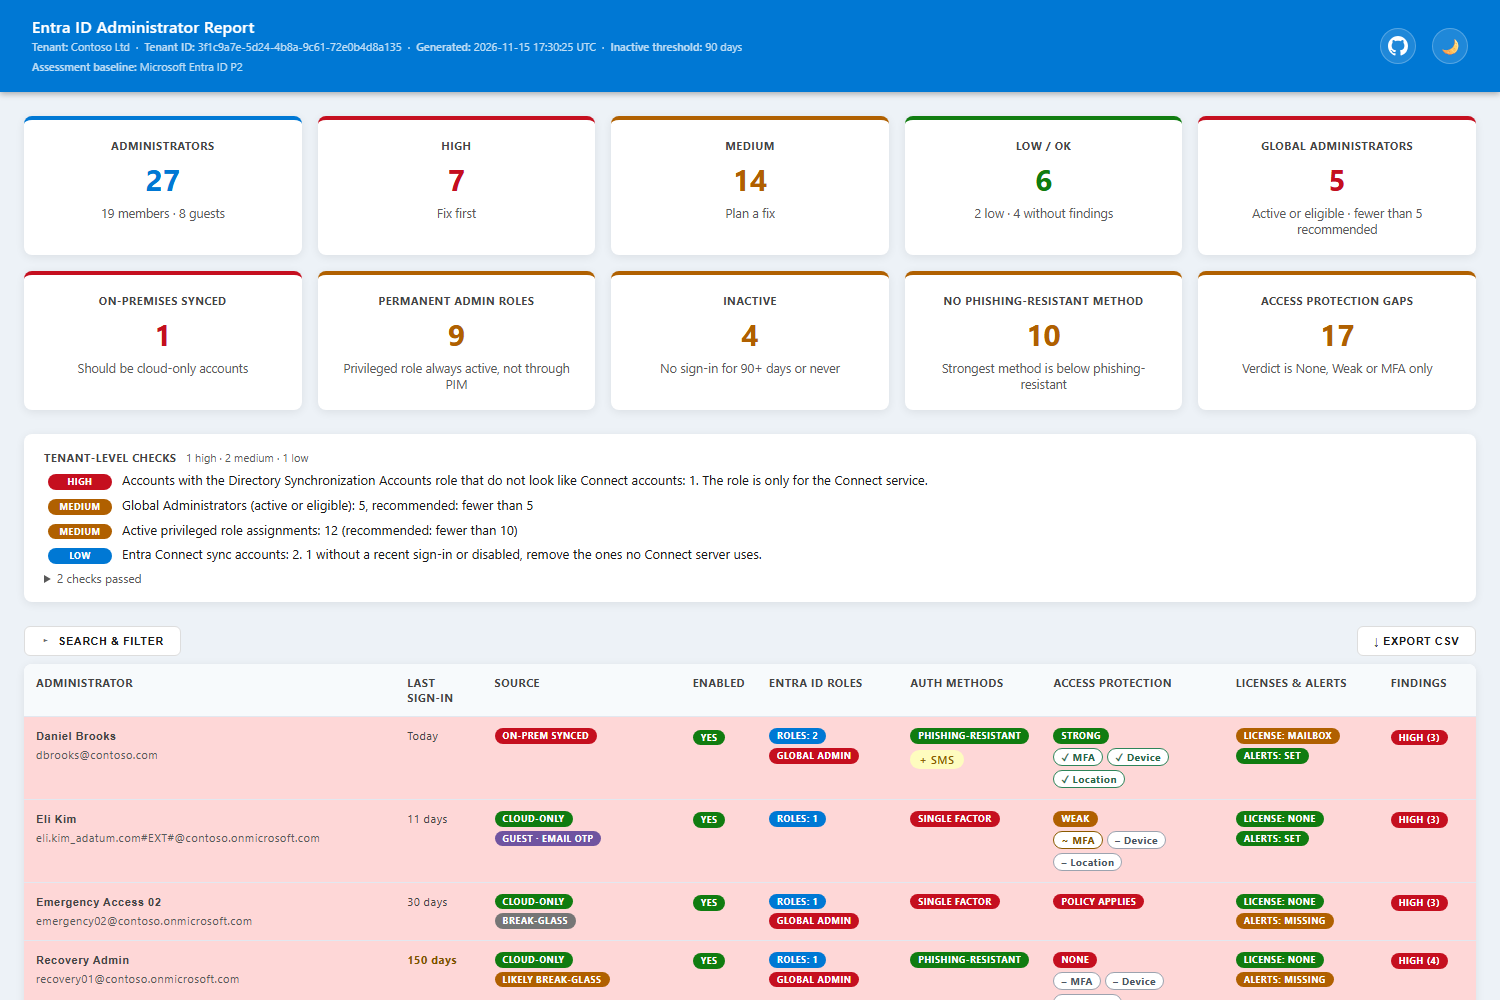 Entra ID Administrator Report
Tenant: Contoso Ltd · Tenant ID: 3f1c9a7e-5d24-4b8a-9c61-72e0b4d8a135 · Generated: 2026-11-15 17:30:25 UTC · Inactive threshold: 90 days
Assessment baseline: Microsoft Entra ID P2
ADMINISTRATORS
27
19 members · 8 guests
HIGH
7
Fix first
MEDIUM
14
Plan a fix
LOW / OK
6
2 low · 4 without findings
GLOBAL ADMINISTRATORS
5
Active or eligible · fewer than 5
recommended
ON-PREMISES SYNCED
1
Should be cloud-only accounts
PERMANENT ADMIN ROLES
9
Privileged role always active, not through
PIM
INACTIVE
4
No sign-in for 90+ days or never
NO PHISHING-RESISTANT METHOD
10
Strongest method is below phishing-
resistant
ACCESS PROTECTION GAPS
17
Verdict is None, Weak or MFA only
TENANT-LEVEL CHECKS 1 high · 2 medium · 1 low
HIGH Accounts with the Directory Synchronization Accounts role that do not look like Connect accounts: 1. The role is only for the Connect service.
MEDIUM Global Administrators (active or eligible): 5, recommended: fewer than 5
MEDIUM Active privileged role assignments: 12 (recommended: fewer than 10)
LOW Entra Connect sync accounts: 2. 1 without a recent sign-in or disabled, remove the ones no Connect server uses.
▶ 2 checks passed
SEARCH & FILTER
↓ EXPORT CSV
ADMINISTRATOR
LAST
SIGN-IN
SOURCE
ENABLED
ENTRA ID ROLES
AUTH METHODS
ACCESS PROTECTION
LICENSES & ALERTS
FINDINGS
Daniel Brooks
dbrooks@contoso.com
Today
ON-PREM SYNCED
YES
ROLES: 2
GLOBAL ADMIN
PHISHING-RESISTANT
+ SMS
STRONG
✓ MFA ✓ Device
✓ Location
LICENSE: MAILBOX
ALERTS: SET
HIGH (3)
Eli Kim
eli.kim_adatum.com#EXT#@contoso.onmicrosoft.com
11 days
CLOUD-ONLY
GUEST · EMAIL OTP
YES
ROLES: 1
SINGLE FACTOR
WEAK
~ MFA – Device
– Location
LICENSE: NONE
ALERTS: SET
HIGH (3)
Emergency Access 02
emergency02@contoso.onmicrosoft.com
30 days
CLOUD-ONLY
BREAK-GLASS
YES
ROLES: 1
GLOBAL ADMIN
SINGLE FACTOR
POLICY APPLIES
LICENSE: NONE
ALERTS: MISSING
HIGH (3)
Recovery Admin
recovery01@contoso.onmicrosoft.com
150 days
CLOUD-ONLY
LIKELY BREAK-GLASS
YES
ROLES: 1
GLOBAL ADMIN
PHISHING-RESISTANT
NONE
– MFA – Device
LICENSE: NONE
ALERTS: MISSING
HIGH (4)